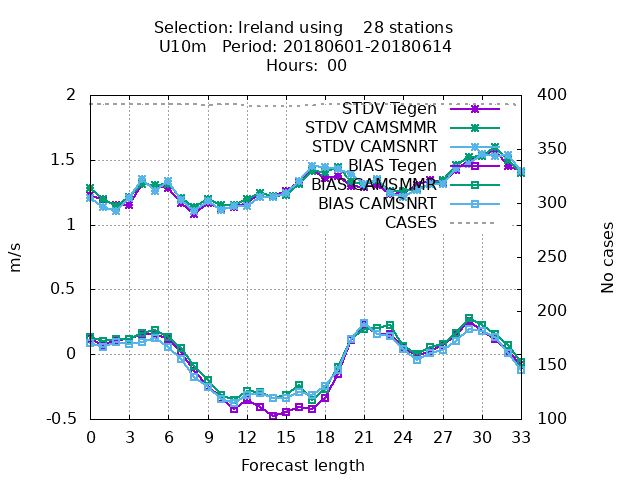 Selection: Ireland using    28 stations
U10m   Period: 20180601-20180614
Hours:  00
2
400
STDV Tegen
STDV CAMSMMR
STDV CAMSNRT
1.5
350
BIAS Tegen
BIAS CAMSMMR
BIAS CAMSNRT
1
300
CASES
m/s
No cases
250
0.5
200
0
150
-0.5
100
0 3 6 9 12 15 18 21 24 27 30 33
Forecast length